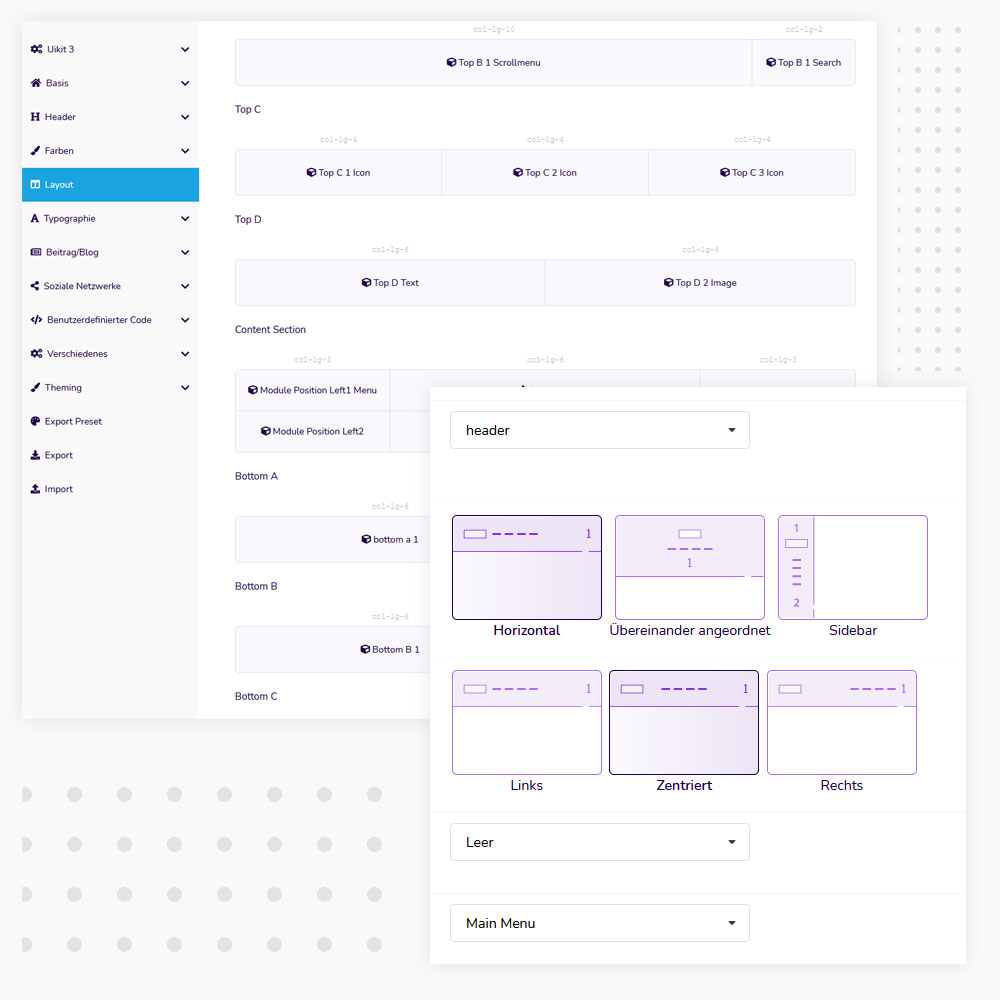 Uikit 3
Basis
Header
Farben
Layout
Typographie
Beitrag/Blog
Soziale Netzwerke
Benutzerdefinierter Code
Verschiedenes
Theming
Export Preset
Export
Import
col-lg-10 col-lg-2
Top B 1 Scrollmenu Top B 1 Search
Top C
col-lg-4 col-lg-4 col-lg-4
Top C 1 Icon Top C 2 Icon Top C 3 Icon
Top D
col-lg-6 col-lg-6
Top D Text Top D 2 Image
Content Section
col-lg-3 col-lg-6 col-lg-3
Module Position Left1 Menu
Module Position Left2
Bottom A
col-lg-6
bottom a 1
Bottom B
col-lg-6
Bottom B 1
Bottom C
header
1 1 1
2
Horizontal Übereinander angeordnet Sidebar
1 1 1
Links Zentriert Rechts
Leer
Main Menu